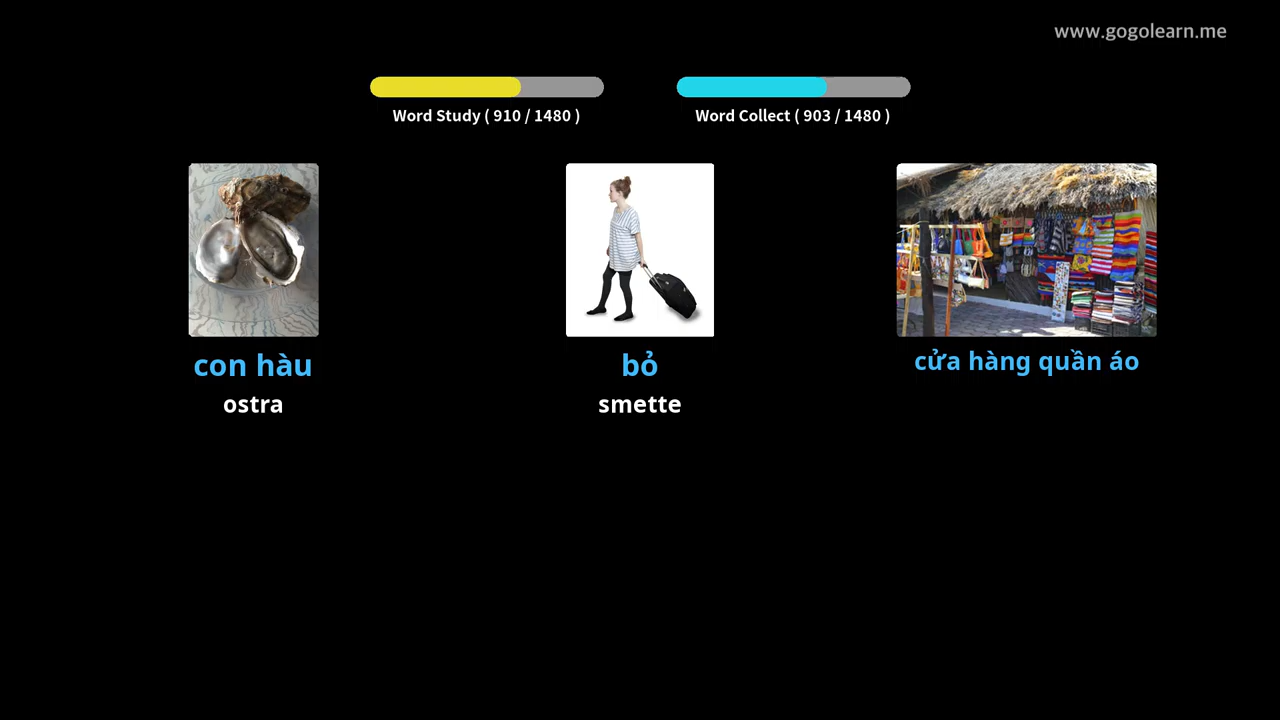 www.gogolearn.me
Word Study ( 910 / 1480 )
Word Collect ( 903 / 1480 )
con hàu
bỏ
cửa hàng quần áo
ostra
smette